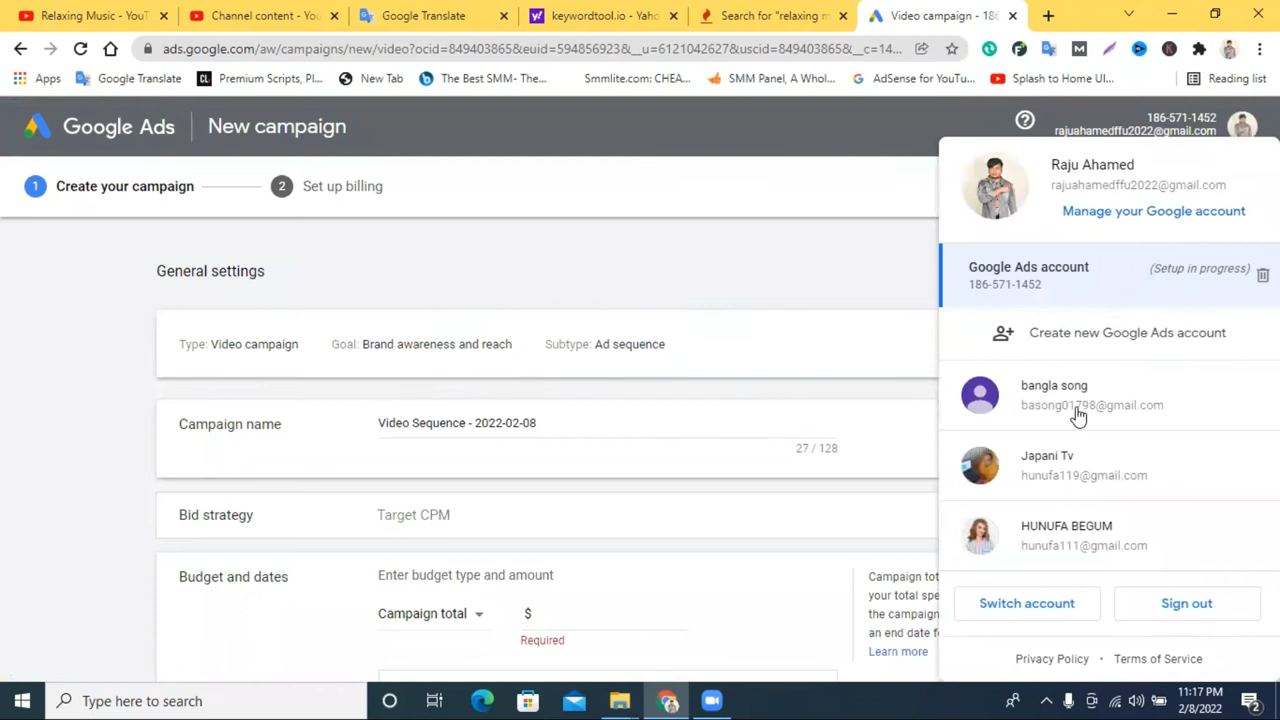 Relaxing Music - YouT
Channel content - You
Google Translate
keywordtool.io - Yaho
Search for "relaxing m
Video campaign - 186
ads.google.com/aw/campaigns/new/video?ocid=849403865&euid=594856923&__u=6121042627&uscid=849403865&__c=14...
Apps
Google Translate
Premium Scripts, Pl...
New Tab
The Best SMM- The...
Smmlite.com: CHEA...
SMM Panel, A Whol...
AdSense for YouTu...
Splash to Home UI...
Reading list
Google Ads
New campaign
186-571-1452
rajuahamedffu2022@gmail.com
1 Create your campaign
2 Set up billing
Raju Ahamed
rajuahamedffu2022@gmail.com
Manage your Google account
Google Ads account
(Setup in progress)
186-571-1452
Create new Google Ads account
bangla song
basong01798@gmail.com
Japani Tv
hunufa119@gmail.com
HUNUFA BEGUM
hunufa111@gmail.com
Switch account
Sign out
Privacy Policy • Terms of Service
General settings
Type: Video campaign
Goal: Brand awareness and reach
Subtype: Ad sequence
Campaign name
Video Sequence - 2022-02-08
27 / 128
Bid strategy
Target CPM
Budget and dates
Enter budget type and amount
Campaign total
$
Required
Campaign tot
your total spe
the campaign
an end date fo
Learn more
Type here to search
11:17 PM
2/8/2022
2